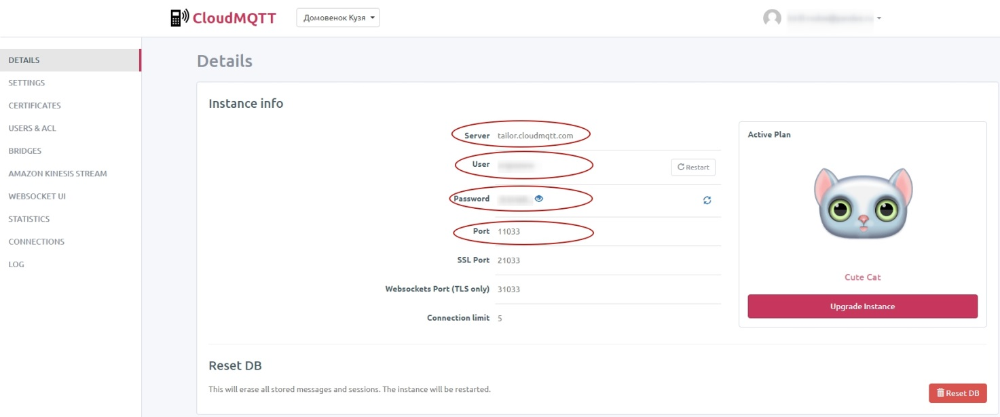 CloudMQTT
Домовенок Кузя
DETAILS
SETTINGS
CERTIFICATES
USERS & ACL
BRIDGES
AMAZON KINESIS STREAM
WEBSOCKET UI
STATISTICS
CONNECTIONS
LOG
Details
Instance info
Server tailor.cloudmqtt.com
User
Restart
Password
Port 11033
SSL Port 21033
Websockets Port (TLS only) 31033
Connection limit 5
Active Plan
Cute Cat
Upgrade Instance
Reset DB
This will erase all stored messages and sessions. The instance will be restarted.
Reset DB